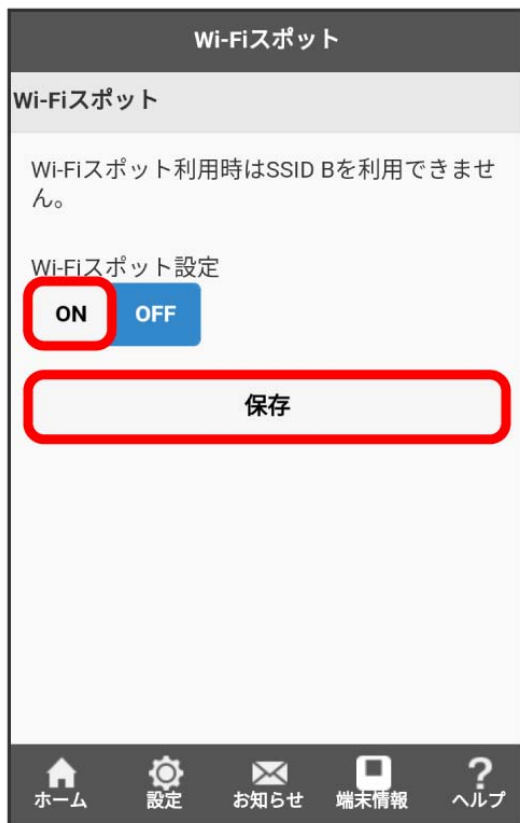 Wi-Fiスポット
Wi-Fiスポット
Wi-Fiスポット利用時はSSID Bを利用できませ
ん。
Wi-Fiスポット設定
ON OFF
保存
ホーム 設定 お知らせ 端末情報 ヘルプ